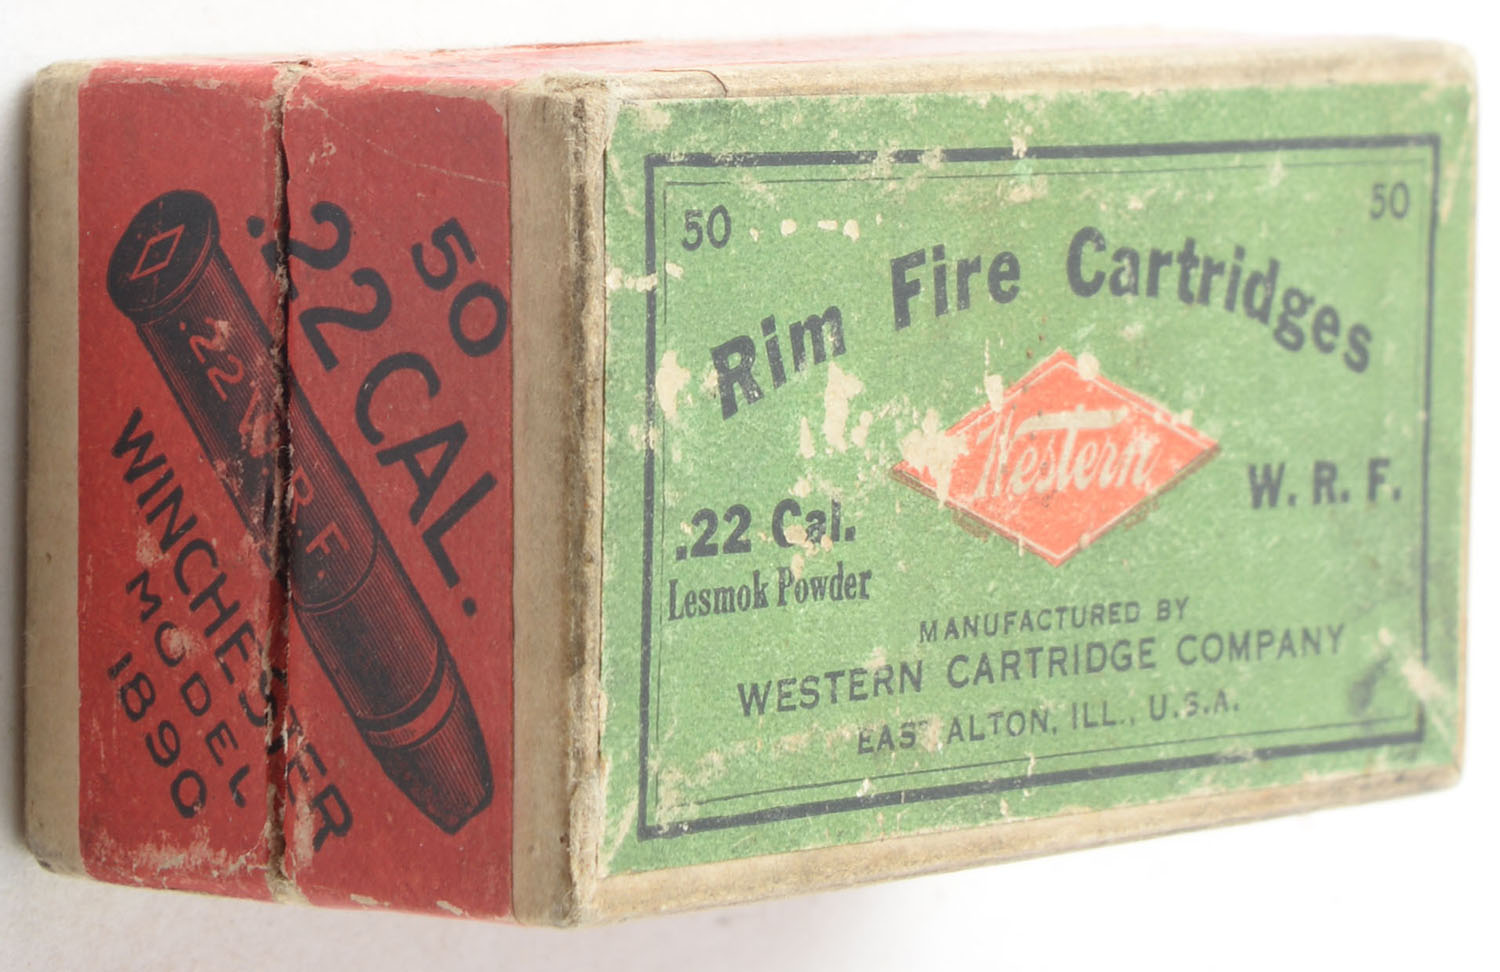 50
.22 CAL.
.22 W.R.F.
WINCHESTER
MODEL
1890
50 50
Rim Fire Cartridges
Western
.22 Cal. W. R. F.
Lesmok Powder
MANUFACTURED BY
WESTERN CARTRIDGE COMPANY
EAST ALTON, ILL., U.S.A.